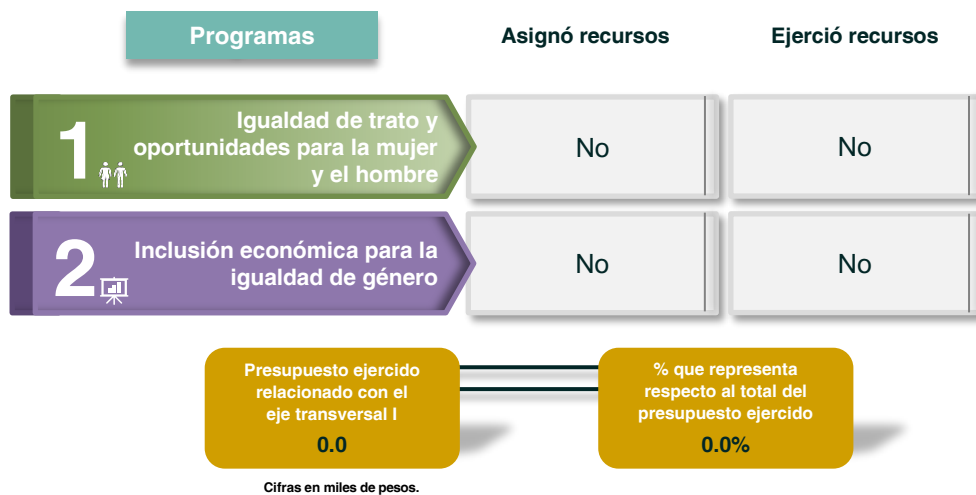 Programas
Asignó recursos
Ejerció recursos
1
Igualdad de trato y
oportunidades para la mujer
y el hombre
No
No
2
Inclusión económica para la
igualdad de género
No
No
Presupuesto ejercido
relacionado con el
eje transversal I
0.0
% que representa
respecto al total del
presupuesto ejercido
0.0%
Cifras en miles de pesos.